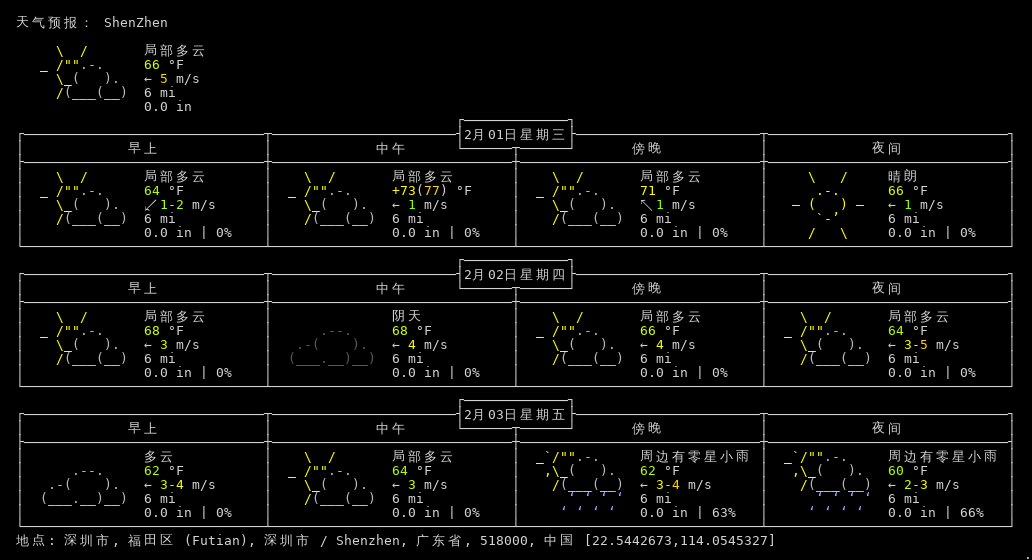 天气预报： ShenZhen
局部多云
66 °F
← 5 m/s
6 mi
0.0 in
2月01日星期三
早上 中午 傍晚 夜间
局部多云 局部多云 局部多云 晴朗
64 °F +73(77) °F 71 °F 66 °F
↙ 1-2 m/s ← 1 m/s ↖ 1 m/s ← 1 m/s
6 mi 6 mi 6 mi 6 mi
0.0 in | 0% 0.0 in | 0% 0.0 in | 0% 0.0 in | 0%
2月02日星期四
早上 中午 傍晚 夜间
局部多云 阴天 局部多云 局部多云
68 °F 68 °F 66 °F 64 °F
← 3 m/s ← 4 m/s ← 4 m/s ← 3-5 m/s
6 mi 6 mi 6 mi 6 mi
0.0 in | 0% 0.0 in | 0% 0.0 in | 0% 0.0 in | 0%
2月03日星期五
早上 中午 傍晚 夜间
多云 局部多云 周边有零星小雨 周边有零星小雨
62 °F 64 °F 62 °F 60 °F
← 3-4 m/s ← 3 m/s ← 3-4 m/s ← 2-3 m/s
6 mi 6 mi 6 mi 6 mi
0.0 in | 0% 0.0 in | 0% 0.0 in | 63% 0.0 in | 66%
地点: 深圳市, 福田区 (Futian), 深圳市 / Shenzhen, 广东省, 518000, 中国 [22.5442673,114.0545327]